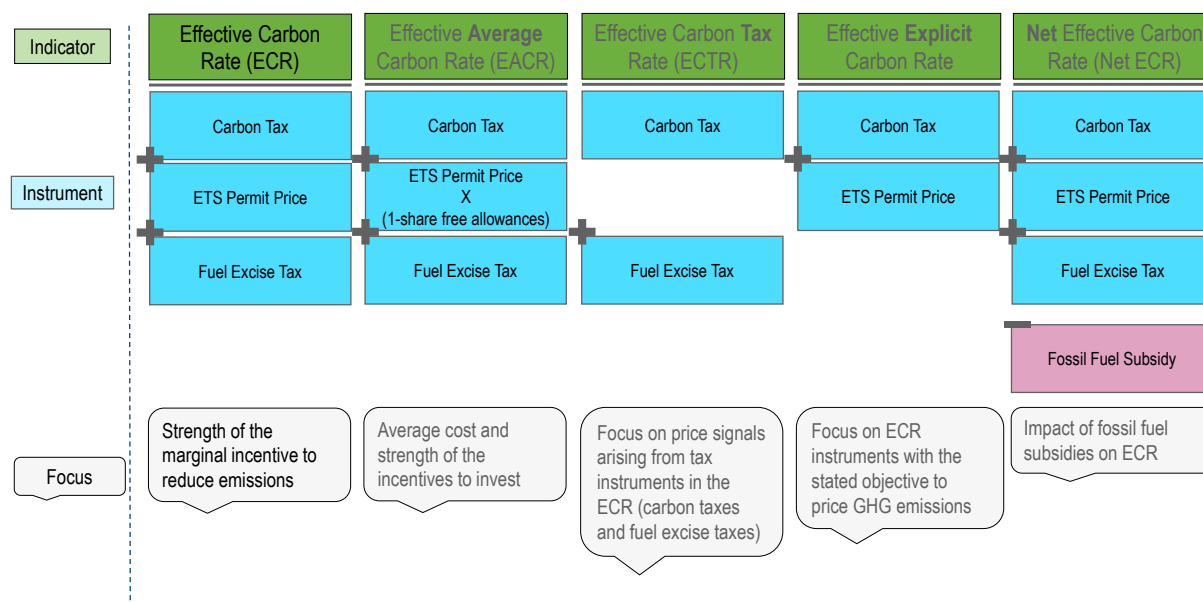 Indicator
Effective Carbon
Rate (ECR)
Effective Average
Carbon Rate (EACR)
Effective Carbon Tax
Rate (ECTR)
Effective Explicit
Carbon Rate
Net Effective Carbon
Rate (Net ECR)
Instrument
Carbon Tax
Carbon Tax
Carbon Tax
Carbon Tax
Carbon Tax
ETS Permit Price
ETS Permit Price
X
(1-share free allowances)
ETS Permit Price
ETS Permit Price
Fuel Excise Tax
Fuel Excise Tax
Fuel Excise Tax
Fuel Excise Tax
Fossil Fuel Subsidy
Focus
Strength of the
marginal incentive to
reduce emissions
Average cost and
strength of the
incentives to invest
Focus on price signals
arising from tax
instruments in the
ECR (carbon taxes
and fuel excise taxes)
Focus on ECR
instruments with the
stated objective to
price GHG emissions
Impact of fossil fuel
subsidies on ECR